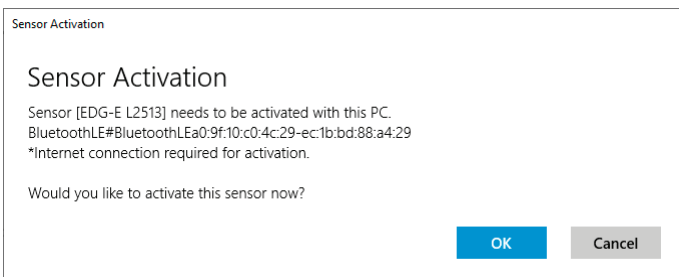 Sensor Activation
Sensor Activation
Sensor [EDG-E L2513] needs to be activated with this PC.
BluetoothLE#BluetoothLEa0:9f:10:c0:4c:29-ec:1b:bd:88:a4:29
*Internet connection required for activation.
Would you like to activate this sensor now?
OK Cancel